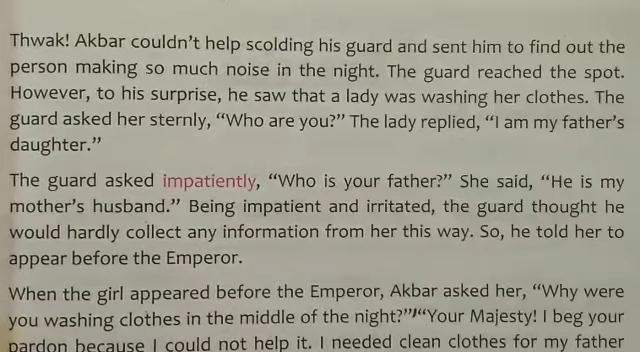 Thwak! Akbar couldn't help scolding his guard and sent him to find out the
person making so much noise in the night. The guard reached the spot.
However, to his surprise, he saw that a lady was washing her clothes. The
guard asked her sternly, “Who are you?” The lady replied, “I am my father's
daughter.”
The guard asked impatiently, “Who is your father?” She said, “He is my
mother's husband.” Being impatient and irritated, the guard thought he
would hardly collect any information from her this way. So, he told her to
appear before the Emperor.
When the girl appeared before the Emperor, Akbar asked her, “Why were
you washing clothes in the middle of the night?”“Your Majesty! I beg your
pardon because I could not help it. I needed clean clothes for my father